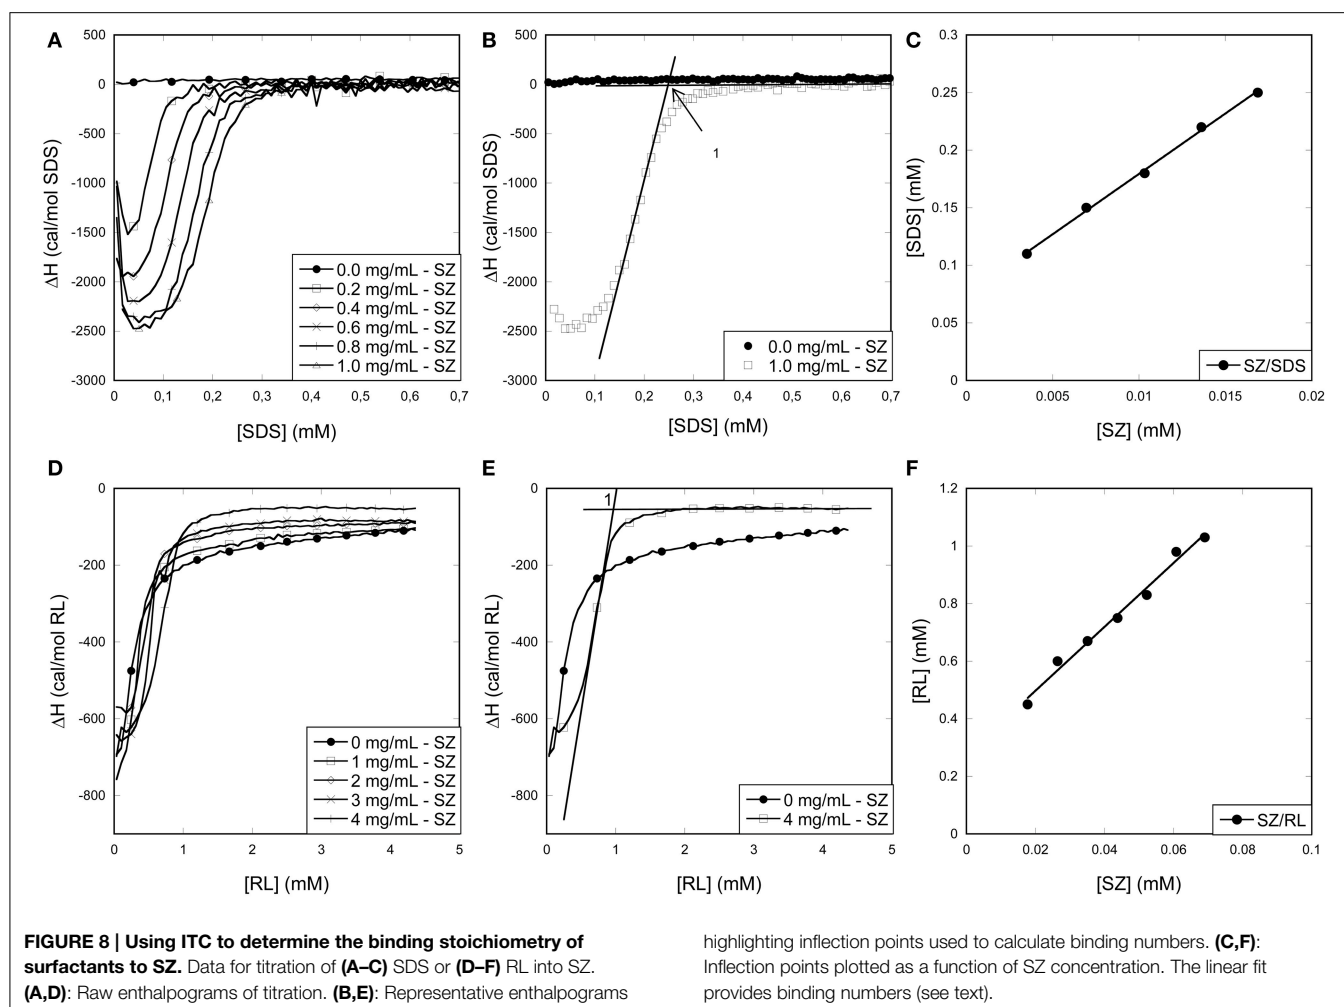 A
500
0
-500
-1000
-1500
-2000
-2500
-3000
ΔH (cal/mol SDS)
0.0 mg/mL - SZ
0.2 mg/mL - SZ
0.4 mg/mL - SZ
0.6 mg/mL - SZ
0.8 mg/mL - SZ
1.0 mg/mL - SZ
0 0,1 0,2 0,3 0,4 0,5 0,6 0,7
[SDS] (mM)
B
500
0
-500
-1000
-1500
-2000
-2500
-3000
ΔH (cal/mol SDS)
1
0.0 mg/mL - SZ
1.0 mg/mL - SZ
0 0,1 0,2 0,3 0,4 0,5 0,6 0,7
[SDS] (mM)
C
0.3
0.25
0.2
0.15
0.1
0.05
0
[SDS] (mM)
SZ/SDS
0 0.005 0.01 0.015 0.02
[SZ] (mM)
D
0
-200
-400
-600
-800
ΔH (cal/mol RL)
0 mg/mL - SZ
1 mg/mL - SZ
2 mg/mL - SZ
3 mg/mL - SZ
4 mg/mL - SZ
0 1 2 3 4 5
[RL] (mM)
E
0
-200
-400
-600
-800
ΔH (cal/mol RL)
1
0 mg/mL - SZ
4 mg/mL - SZ
0 1 2 3 4 5
[RL] (mM)
F
1.2
1
0.8
0.6
0.4
0.2
0
[RL] (mM)
SZ/RL
0 0.02 0.04 0.06 0.08 0.1
[SZ] (mM)
FIGURE 8 | Using ITC to determine the binding stoichiometry of
surfactants to SZ. Data for titration of (A–C) SDS or (D–F) RL into SZ.
(A,D): Raw enthalpograms of titration. (B,E): Representative enthalpograms
highlighting inflection points used to calculate binding numbers. (C,F):
Inflection points plotted as a function of SZ concentration. The linear fit
provides binding numbers (see text).